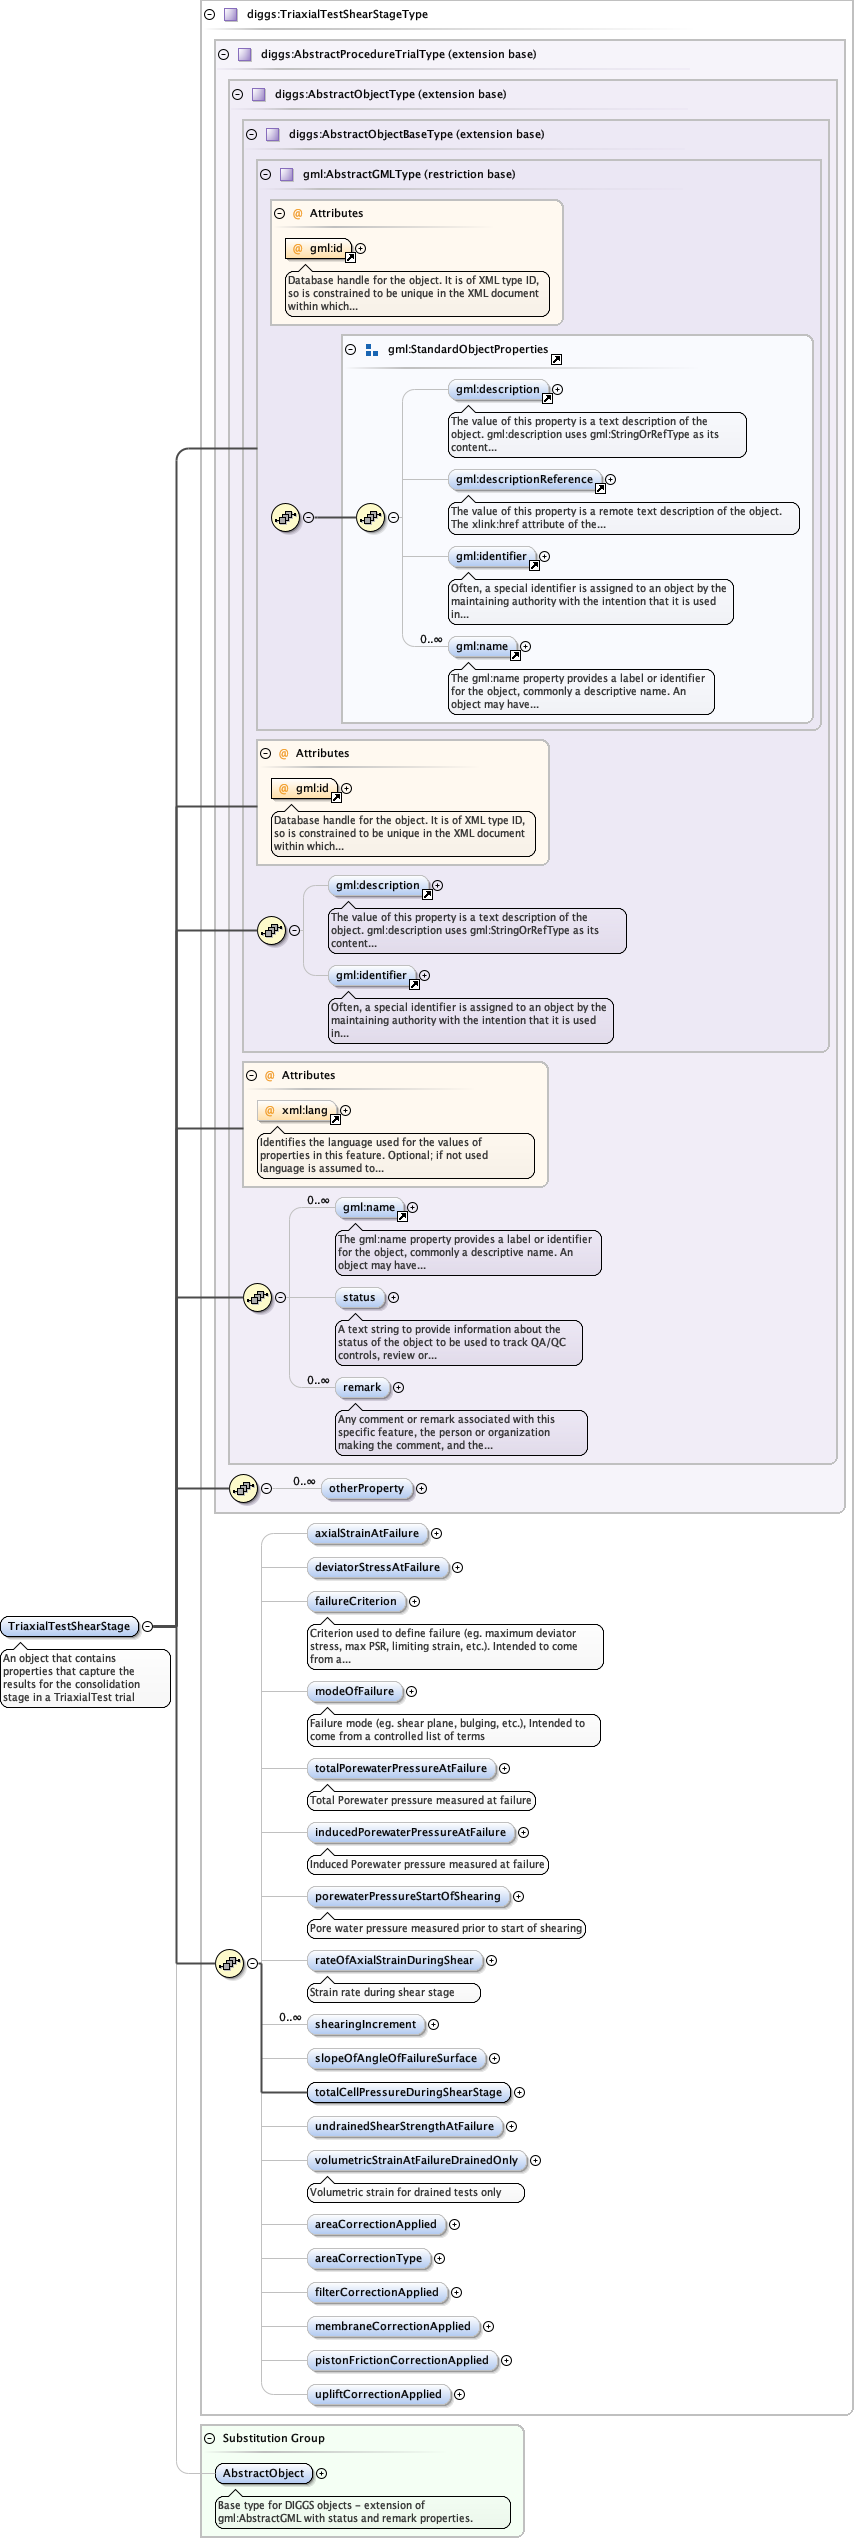 diggs:TriaxialTestShearStageType
diggs:AbstractProcedureTrialType (extension base)
diggs:AbstractObjectType (extension base)
diggs:AbstractObjectBaseType (extension base)
gml:AbstractGMLType (restriction base)
@ Attributes
@ gml:id
Database handle for the object. It is of XML type ID,
so is constrained to be unique in the XML document
within which...
gml:StandardObjectProperties
gml:description
The value of this property is a text description of the
object. gml:description uses gml:StringOrRefType as its
content...
gml:descriptionReference
The value of this property is a remote text description of the object.
The xlink:href attribute of the...
gml:identifier
Often, a special identifier is assigned to an object by the
maintaining authority with the intention that it is used
in...
0..∞
gml:name
The gml:name property provides a label or identifier
for the object, commonly a descriptive name. An
object may have...
@ Attributes
@ gml:id
Database handle for the object. It is of XML type ID,
so is constrained to be unique in the XML document
within which...
gml:description
The value of this property is a text description of the
object. gml:description uses gml:StringOrRefType as its
content...
gml:identifier
Often, a special identifier is assigned to an object by the
maintaining authority with the intention that it is used
in...
@ Attributes
@ xml:lang
Identifies the language used for the values of
properties in this feature. Optional; if not used
language is assumed to...
0..∞
gml:name
The gml:name property provides a label or identifier
for the object, commonly a descriptive name. An
object may have...
status
A text string to provide information about the
status of the object to be used to track QA/QC
controls, review or...
0..∞
remark
Any comment or remark associated with this
specific feature, the person or organization
making the comment, and the...
0..∞
otherProperty
axialStrainAtFailure
deviatorStressAtFailure
failureCriterion
Criterion used to define failure (eg. maximum deviator
stress, max PSR, limiting strain, etc.). Intended to come
from a...
TriaxialTestShearStage
An object that contains
properties that capture the
results for the consolidation
stage in a TriaxialTest trial
modeOfFailure
Failure mode (eg. shear plane, bulging, etc.), Intended to
come from a controlled list of terms
totalPorewaterPressureAtFailure
Total Porewater pressure measured at failure
inducedPorewaterPressureAtFailure
Induced Porewater pressure measured at failure
porewaterPressureStartOfShearing
Pore water pressure measured prior to start of shearing
rateOfAxialStrainDuringShear
Strain rate during shear stage
0..∞
shearingIncrement
slopeOfAngleOfFailureSurface
totalCellPressureDuringShearStage
undrainedShearStrengthAtFailure
volumetricStrainAtFailureDrainedOnly
Volumetric strain for drained tests only
areaCorrectionApplied
areaCorrectionType
filterCorrectionApplied
membraneCorrectionApplied
pistonFrictionCorrectionApplied
upliftCorrectionApplied
Substitution Group
AbstractObject
Base type for DIGGS objects - extension of
gml:AbstractGML with status and remark properties.